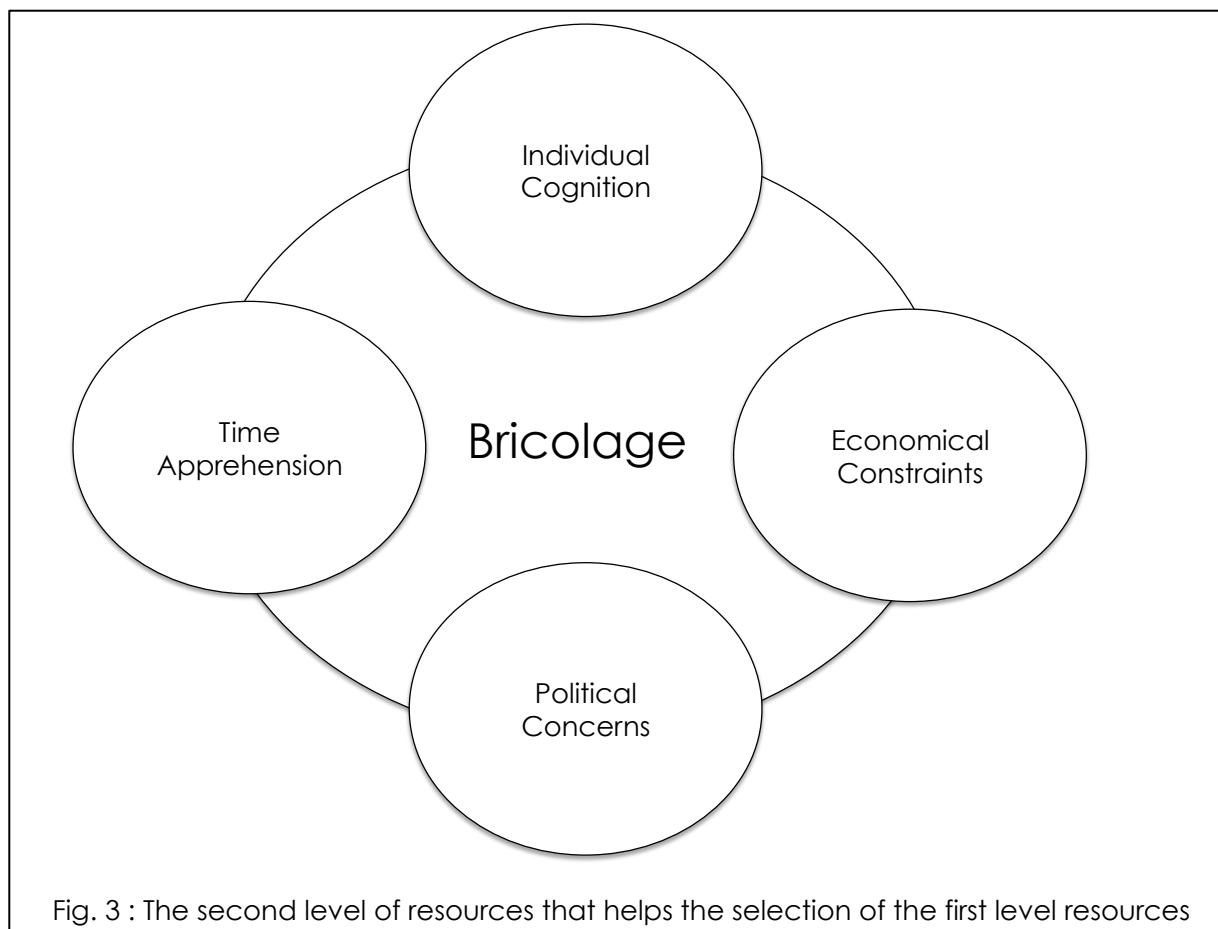 Individual
Cognition
Time
Apprehension
Bricolage
Economical
Constraints
Political
Concerns
Fig. 3 : The second level of resources that helps the selection of the first level resources